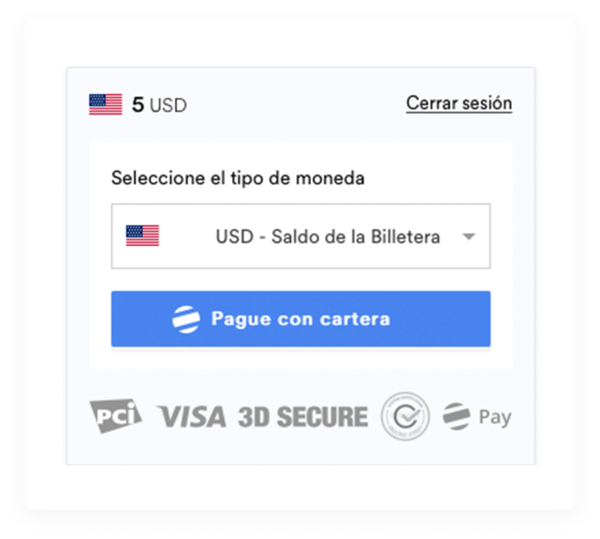 5 USD
Cerrar sesión
Seleccione el tipo de moneda
USD - Saldo de la Billetera
Pague con cartera
PCi VISA 3D SECURE C Pay